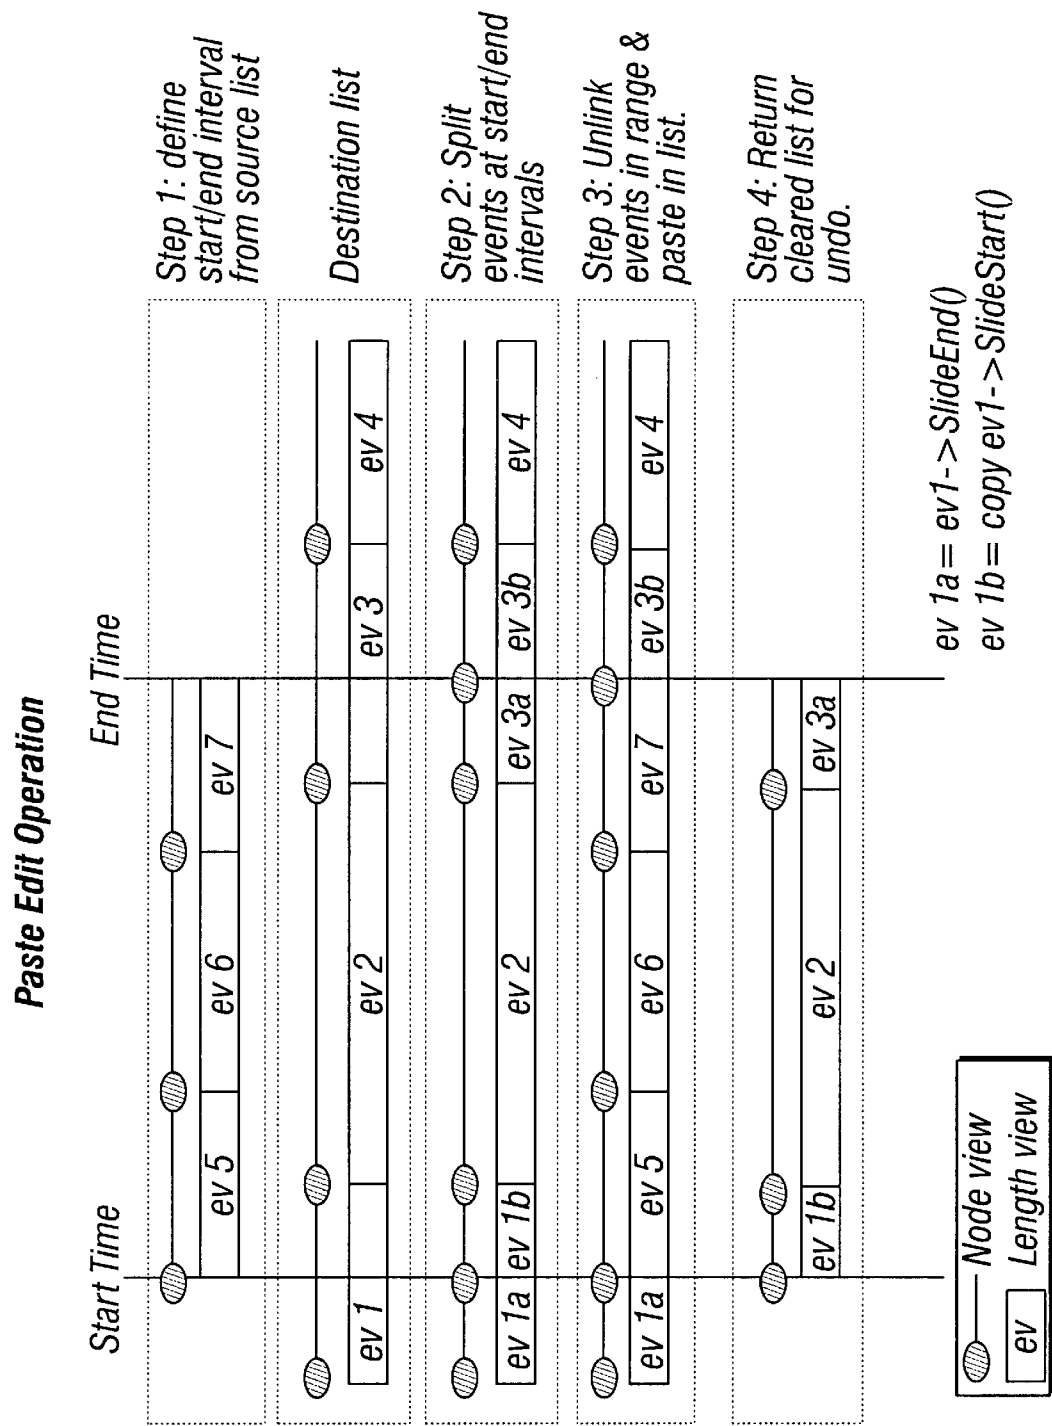 Paste Edit Operation
Start Time
End Time
ev 5
ev 6
ev 7
Step 1: define
start/end interval
from source list
ev 1
ev 2
ev 3
ev 4
Destination list
ev 1a
ev 1b
ev 2
ev 3a
ev 3b
ev 4
Step 2: Split
events at start/end
intervals
ev 1a
ev 5
ev 6
ev 7
ev 3b
ev 4
Step 3: Unlink
events in range &
paste in list.
ev 1b
ev 2
ev 3a
Step 4: Return
cleared list for
undo.
Node view
ev
Length view
ev 1a= ev1->SlideEnd()
ev 1b= copy ev1->SlideStart()